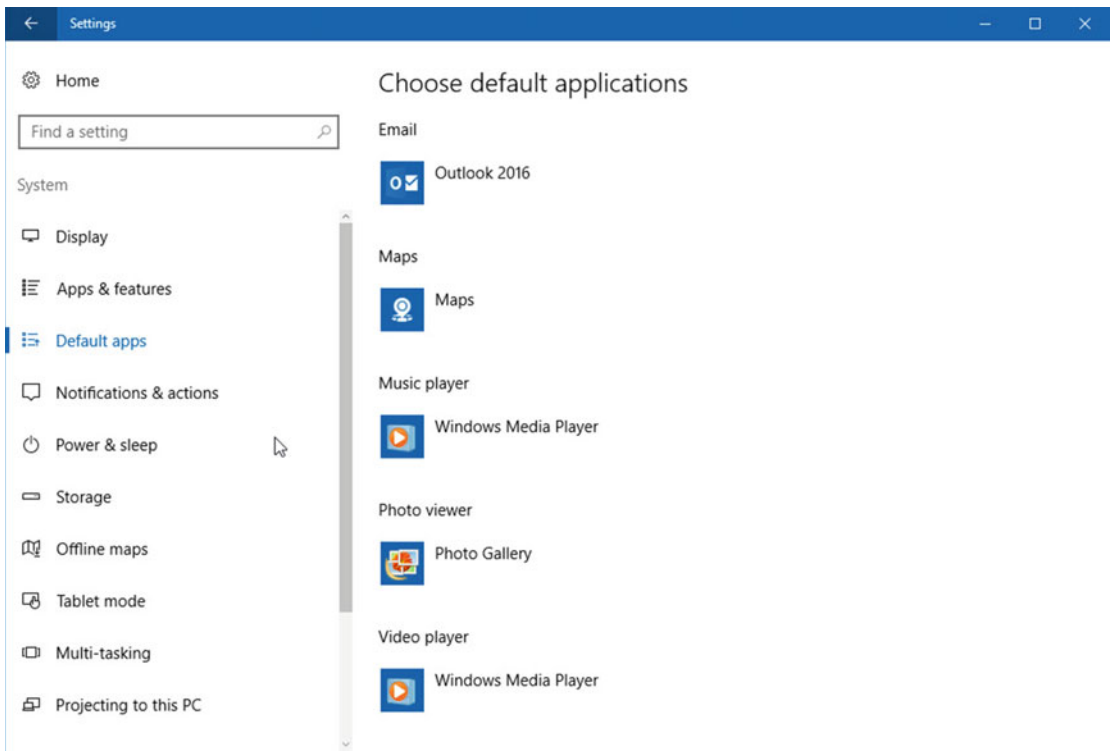 Settings
Home
Find a setting
System
Display
Apps & features
Default apps
Notifications & actions
Power & sleep
Storage
Offline maps
Tablet mode
Multi-tasking
Projecting to this PC
Choose default applications
Email
Outlook 2016
Maps
Maps
Music player
Windows Media Player
Photo viewer
Photo Gallery
Video player
Windows Media Player